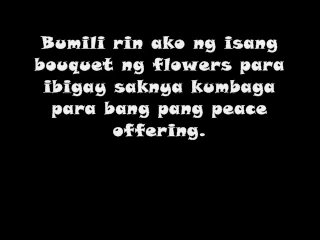 Bumili rin ako ng isang
bouquet ng flowers para
ibigay saknya kumbaga
para bang pang peace
offering.